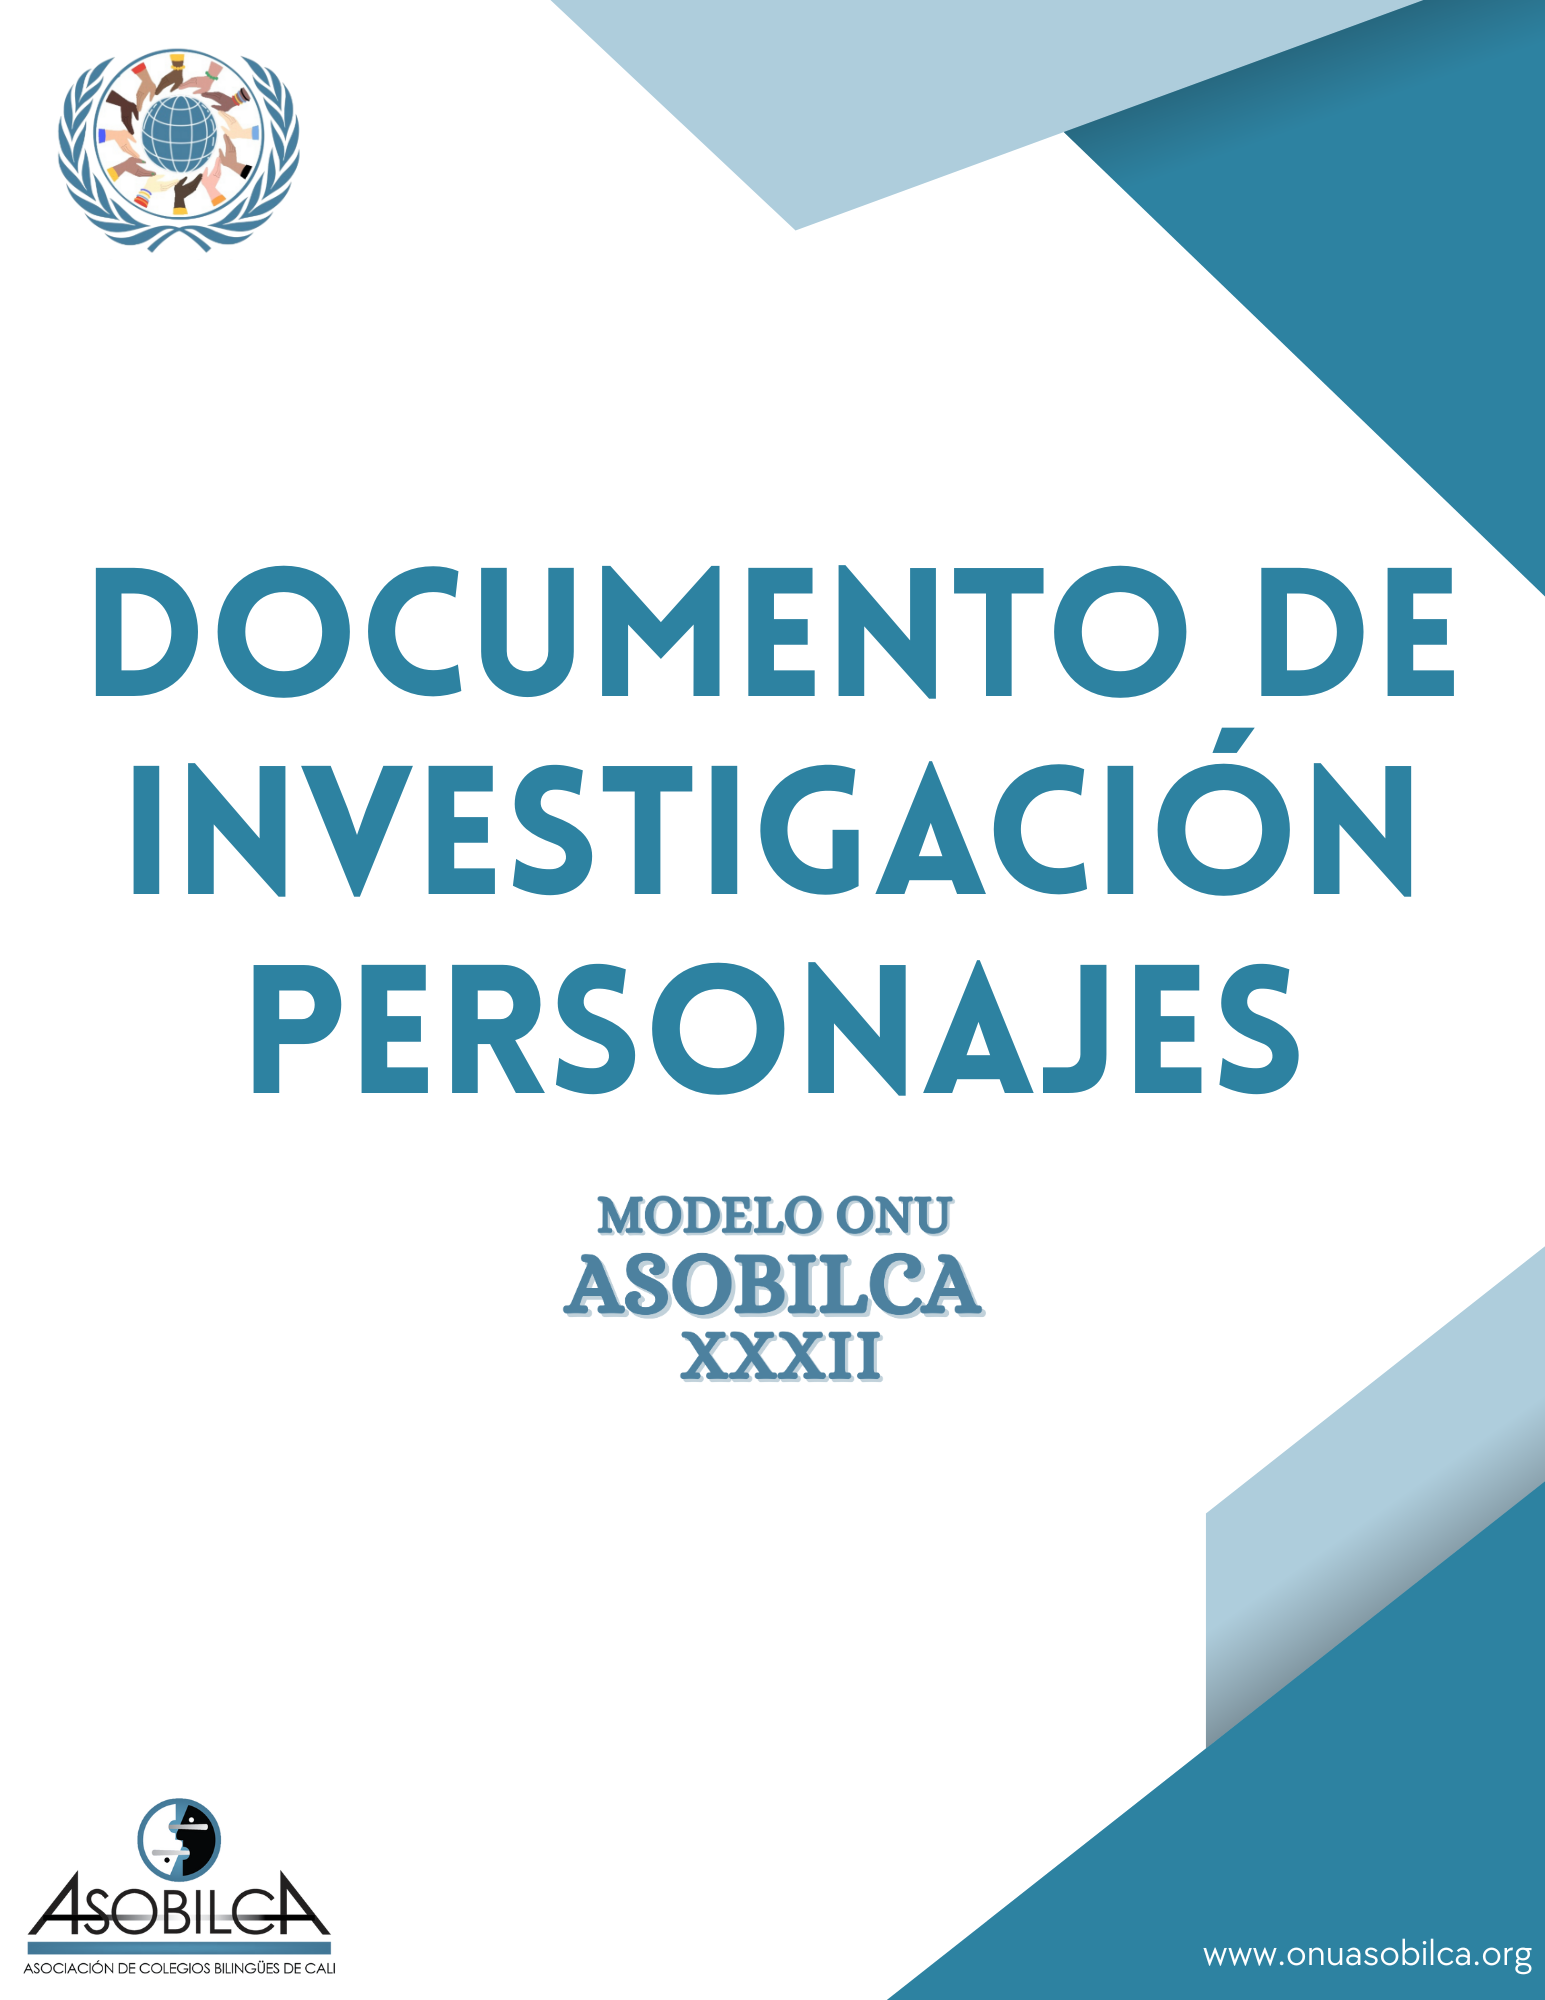 DOCUMENTO DE
INVESTIGACIÓN
PERSONAJES
MODELO ONU
ASOBILCA
XXXII
ASOBILCA
ASOCIACIÓN DE COLEGIOS BILINGÜES DE CALI
www.onuasobilca.org